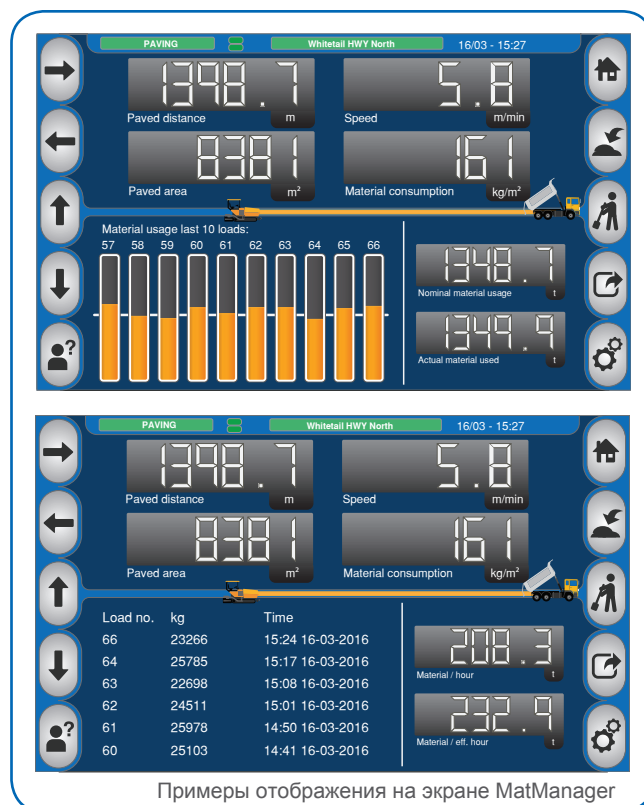 PAVING Whitetail HWY North 16/03 - 15:27
1398.7 5.8
Paved distance m Speed m/min
8381 161
Paved area m² Material consumption kg/m²
Material usage last 10 loads:
57 58 59 60 61 62 63 64 65 66
1348.7
Nominal material usage t
1349.9
Actual material used t
?
PAVING Whitetail HWY North 16/03 - 15:27
1398.7 5.8
Paved distance m Speed m/min
8381 161
Paved area m² Material consumption kg/m²
Load no. kg Time
66 23266 15:24 16-03-2016
64 25785 15:17 16-03-2016
63 22698 15:08 16-03-2016
62 24511 15:01 16-03-2016
61 25978 14:50 16-03-2016
60 25103 14:41 16-03-2016
208.3
Material / hour t
232.9
Material / eff. hour t
?
Примеры отображения на экране MatManager